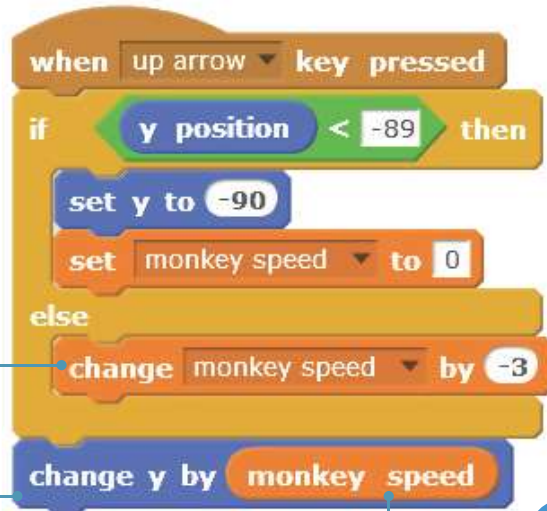 when up arrow key pressed
if y position < -89 then
set y to -90
set monkey speed to 0
else
change monkey speed by -3
change y by monkey speed